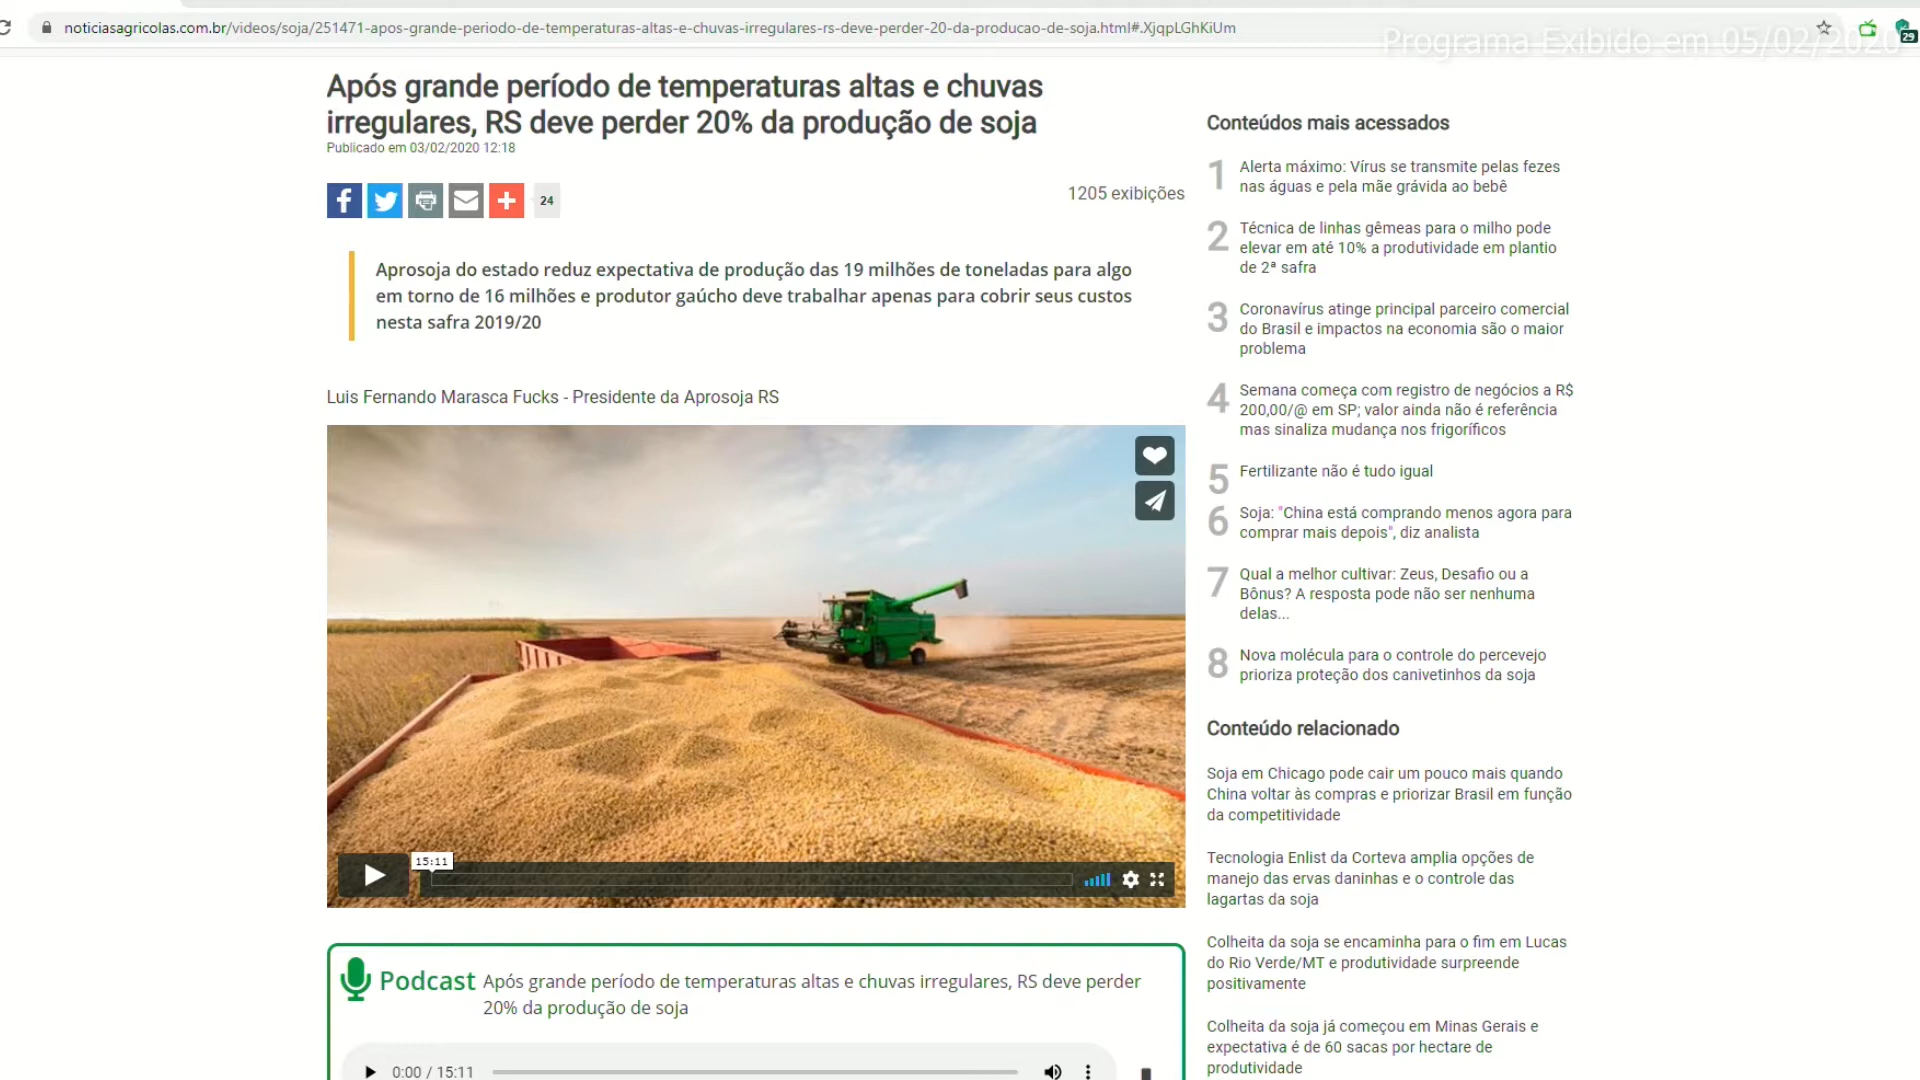 noticiasagricolas.com.br/videos/soja/251471-apos-grande-periodo-de-temperaturas-altas-e-chuvas-irregulares-rs-deve-perder-20-da-producao-de-soja.html#.XjqpLGhKiUm
29
Programa Exibido em 05/02/2020
Após grande período de temperaturas altas e chuvas
irregulares, RS deve perder 20% da produção de soja
Publicado em 03/02/2020 12:18
24
1205 exibições
Aprosoja do estado reduz expectativa de produção das 19 milhões de toneladas para algo
em torno de 16 milhões e produtor gaúcho deve trabalhar apenas para cobrir seus custos
nesta safra 2019/20
Luis Fernando Marasca Fucks - Presidente da Aprosoja RS
15:11
Podcast
Após grande período de temperaturas altas e chuvas irregulares, RS deve perder
20% da produção de soja
0:00 / 15:11
Conteúdos mais acessados
1
Alerta máximo: Vírus se transmite pelas fezes
nas águas e pela mãe grávida ao bebê
2
Técnica de linhas gêmeas para o milho pode
elevar em até 10% a produtividade em plantio
de 2ª safra
3
Coronavírus atinge principal parceiro comercial
do Brasil e impactos na economia são o maior
problema
4
Semana começa com registro de negócios a R$
200,00/@ em SP; valor ainda não é referência
mas sinaliza mudança nos frigoríficos
5
Fertilizante não é tudo igual
6
Soja: "China está comprando menos agora para
comprar mais depois", diz analista
7
Qual a melhor cultivar: Zeus, Desafio ou a
Bônus? A resposta pode não ser nenhuma
delas...
8
Nova molécula para o controle do percevejo
prioriza proteção dos canivetinhos da soja
Conteúdo relacionado
Soja em Chicago pode cair um pouco mais quando
China voltar às compras e priorizar Brasil em função
da competitividade
Tecnologia Enlist da Corteva amplia opções de
manejo das ervas daninhas e o controle das
lagartas da soja
Colheita da soja se encaminha para o fim em Lucas
do Rio Verde/MT e produtividade surpreende
positivamente
Colheita da soja já começou em Minas Gerais e
expectativa é de 60 sacas por hectare de
produtividade